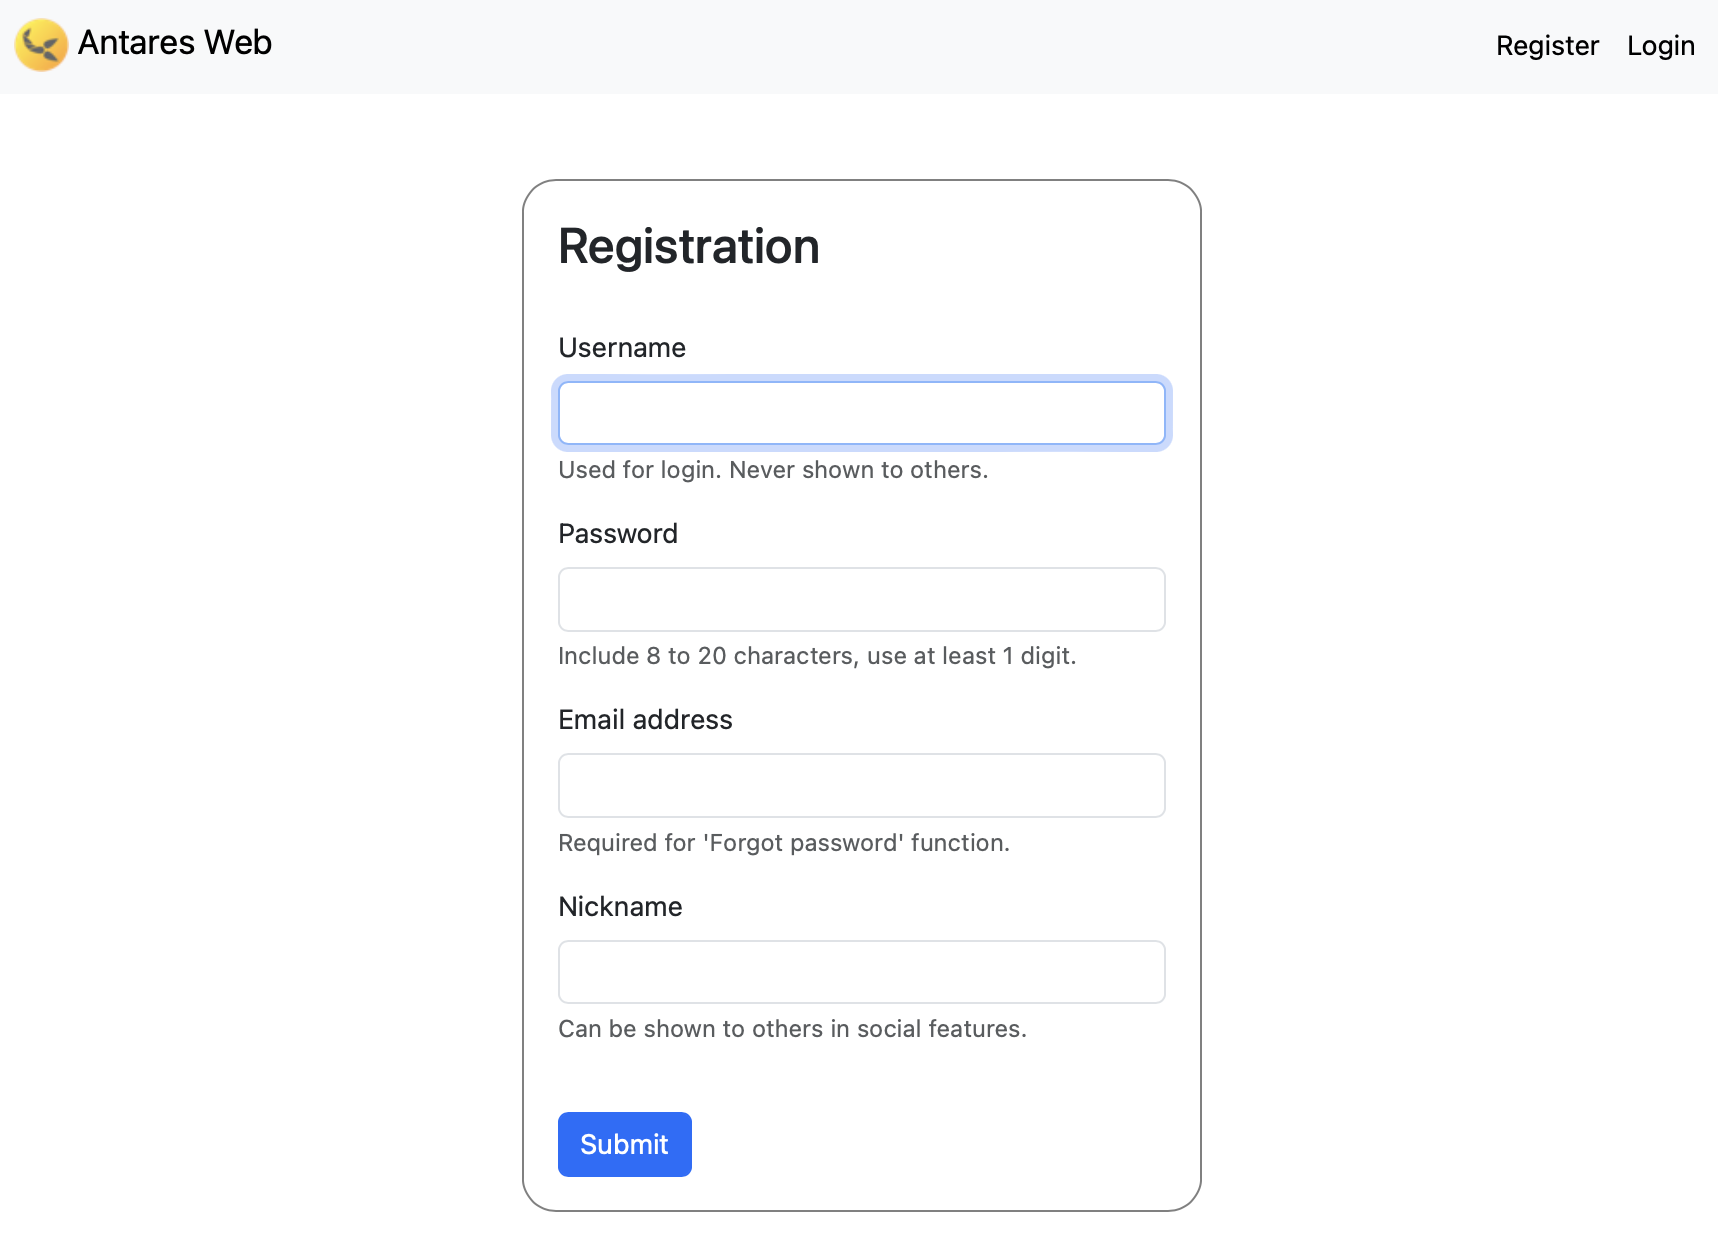 Antares Web
Register Login
Registration
Username
Used for login. Never shown to others.
Password
Include 8 to 20 characters, use at least 1 digit.
Email address
Required for 'Forgot password' function.
Nickname
Can be shown to others in social features.
Submit